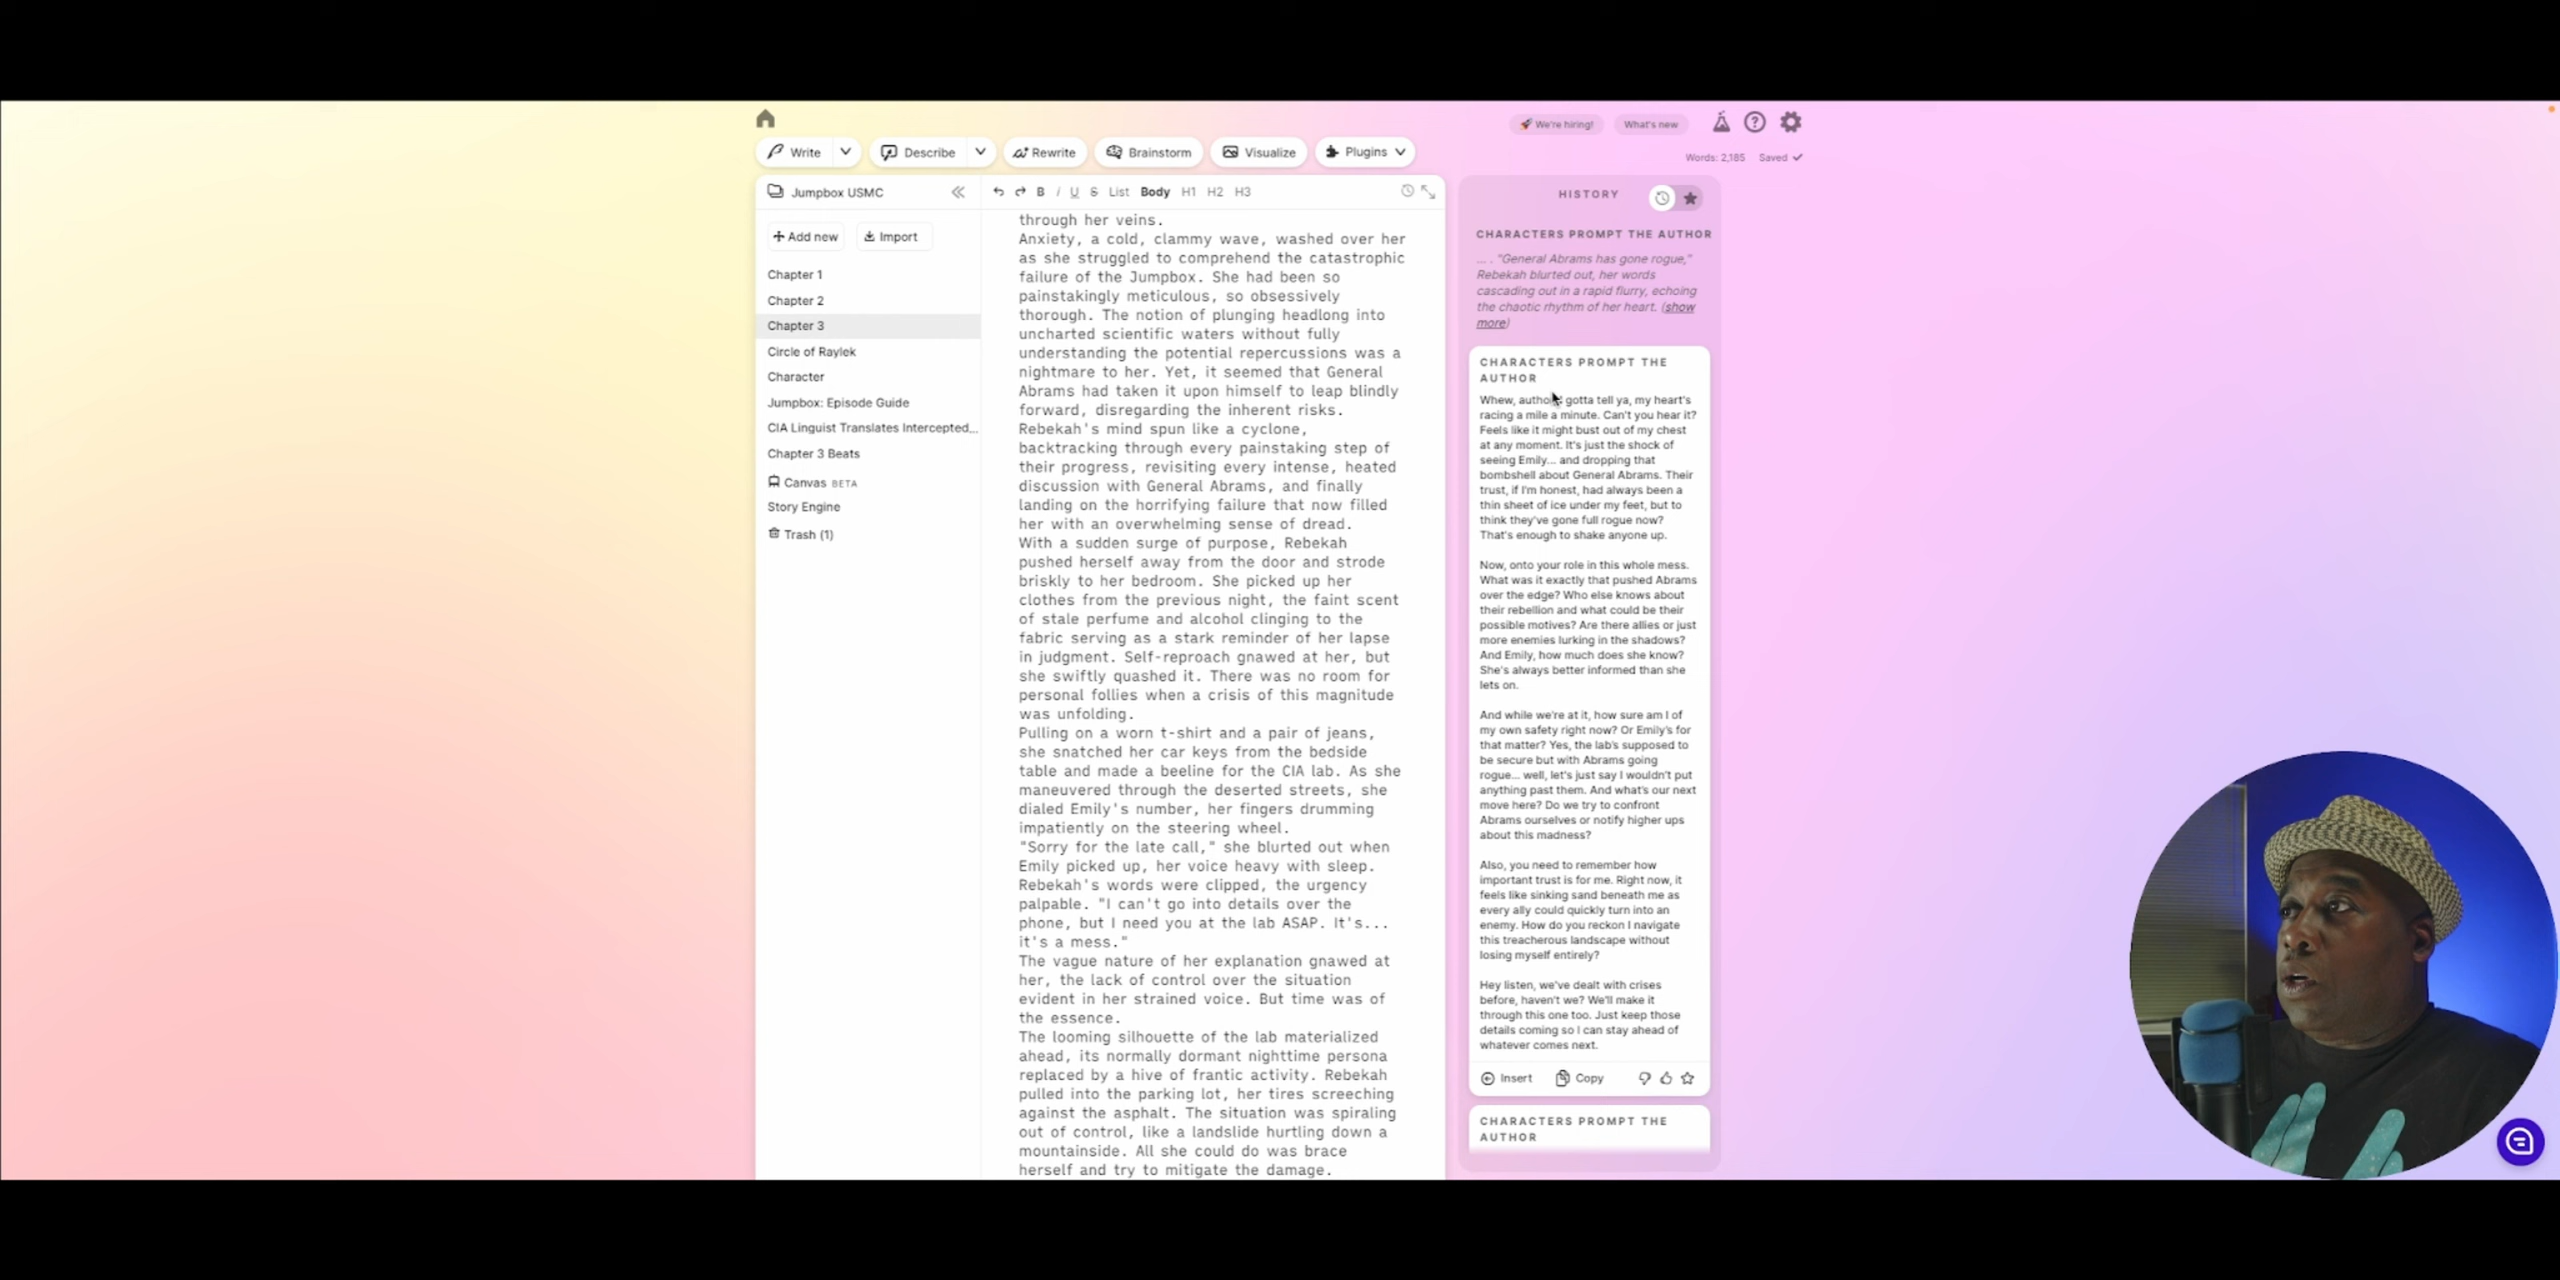 🚀 We're hiring!
What's new
Write
Describe
Rewrite
Brainstorm
Visualize
Plugins
Words: 2,185
Saved
Jumpbox USMC
Add new
Import
Chapter 1
Chapter 2
Chapter 3
Circle of Raylek
Character
Jumpbox: Episode Guide
CIA Linguist Translates Intercepted...
Chapter 3 Beats
Canvas BETA
Story Engine
Trash (1)
B i U S List Body H1 H2 H3
through her veins.
Anxiety, a cold, clammy wave, washed over her
as she struggled to comprehend the catastrophic
failure of the Jumpbox. She had been so
painstakingly meticulous, so obsessively
thorough. The notion of plunging headlong into
uncharted scientific waters without fully
understanding the potential repercussions was a
nightmare to her. Yet, it seemed that General
Abrams had taken it upon himself to leap blindly
forward, disregarding the inherent risks.
Rebekah's mind spun like a cyclone,
backtracking through every painstaking step of
their progress, revisiting every intense, heated
discussion with General Abrams, and finally
landing on the horrifying failure that now filled
her with an overwhelming sense of dread.
With a sudden surge of purpose, Rebekah
pushed herself away from the door and strode
briskly to her bedroom. She picked up her
clothes from the previous night, the faint scent
of stale perfume and alcohol clinging to the
fabric serving as a stark reminder of her lapse
in judgment. Self-reproach gnawed at her, but
she swiftly quashed it. There was no room for
personal follies when a crisis of this magnitude
was unfolding.
Pulling on a worn t-shirt and a pair of jeans,
she snatched her car keys from the bedside
table and made a beeline for the CIA lab. As she
maneuvered through the deserted streets, she
dialed Emily's number, her fingers drumming
impatiently on the steering wheel.
"Sorry for the late call," she blurted out when
Emily picked up, her voice heavy with sleep.
Rebekah's words were clipped, the urgency
palpable. "I can't go into details over the
phone, but I need you at the lab ASAP. It's...
it's a mess."
The vague nature of her explanation gnawed at
her, the lack of control over the situation
evident in her strained voice. But time was of
the essence.
The looming silhouette of the lab materialized
ahead, its normally dormant nighttime persona
replaced by a hive of frantic activity. Rebekah
pulled into the parking lot, her tires screeching
against the asphalt. The situation was spiraling
out of control, like a landslide hurtling down a
mountainside. All she could do was brace
herself and try to mitigate the damage.
HISTORY
CHARACTERS PROMPT THE AUTHOR
... . "General Abrams has gone rogue,"
Rebekah blurted out, her words
cascading out in a rapid flurry, echoing
the chaotic rhythm of her heart. (show
more)
CHARACTERS PROMPT THE
AUTHOR
Whew, author gotta tell ya, my heart's
racing a mile a minute. Can't you hear it?
Feels like it might bust out of my chest
at any moment. It's just the shock of
seeing Emily... and dropping that
bombshell about General Abrams. Their
trust, if I'm honest, had always been a
thin sheet of ice under my feet, but to
think they've gone full rogue now?
That's enough to shake anyone up.
Now, onto your role in this whole mess.
What was it exactly that pushed Abrams
over the edge? Who else knows about
their rebellion and what could be their
possible motives? Are there allies or just
more enemies lurking in the shadows?
And Emily, how much does she know?
She's always better informed than she
lets on.
And while we're at it, how sure am I of
my own safety right now? Or Emily's for
that matter? Yes, the lab's supposed to
be secure but with Abrams going
rogue... well, let's just say I wouldn't put
anything past them. And what's our next
move here? Do we try to confront
Abrams ourselves or notify higher ups
about this madness?
Also, you need to remember how
important trust is for me. Right now, it
feels like sinking sand beneath me as
every ally could quickly turn into an
enemy. How do you reckon I navigate
this treacherous landscape without
losing myself entirely?
Hey listen, we've dealt with crises
before, haven't we? We'll make it
through this one too. Just keep those
details coming so I can stay ahead of
whatever comes next.
Insert
Copy
CHARACTERS PROMPT THE
AUTHOR